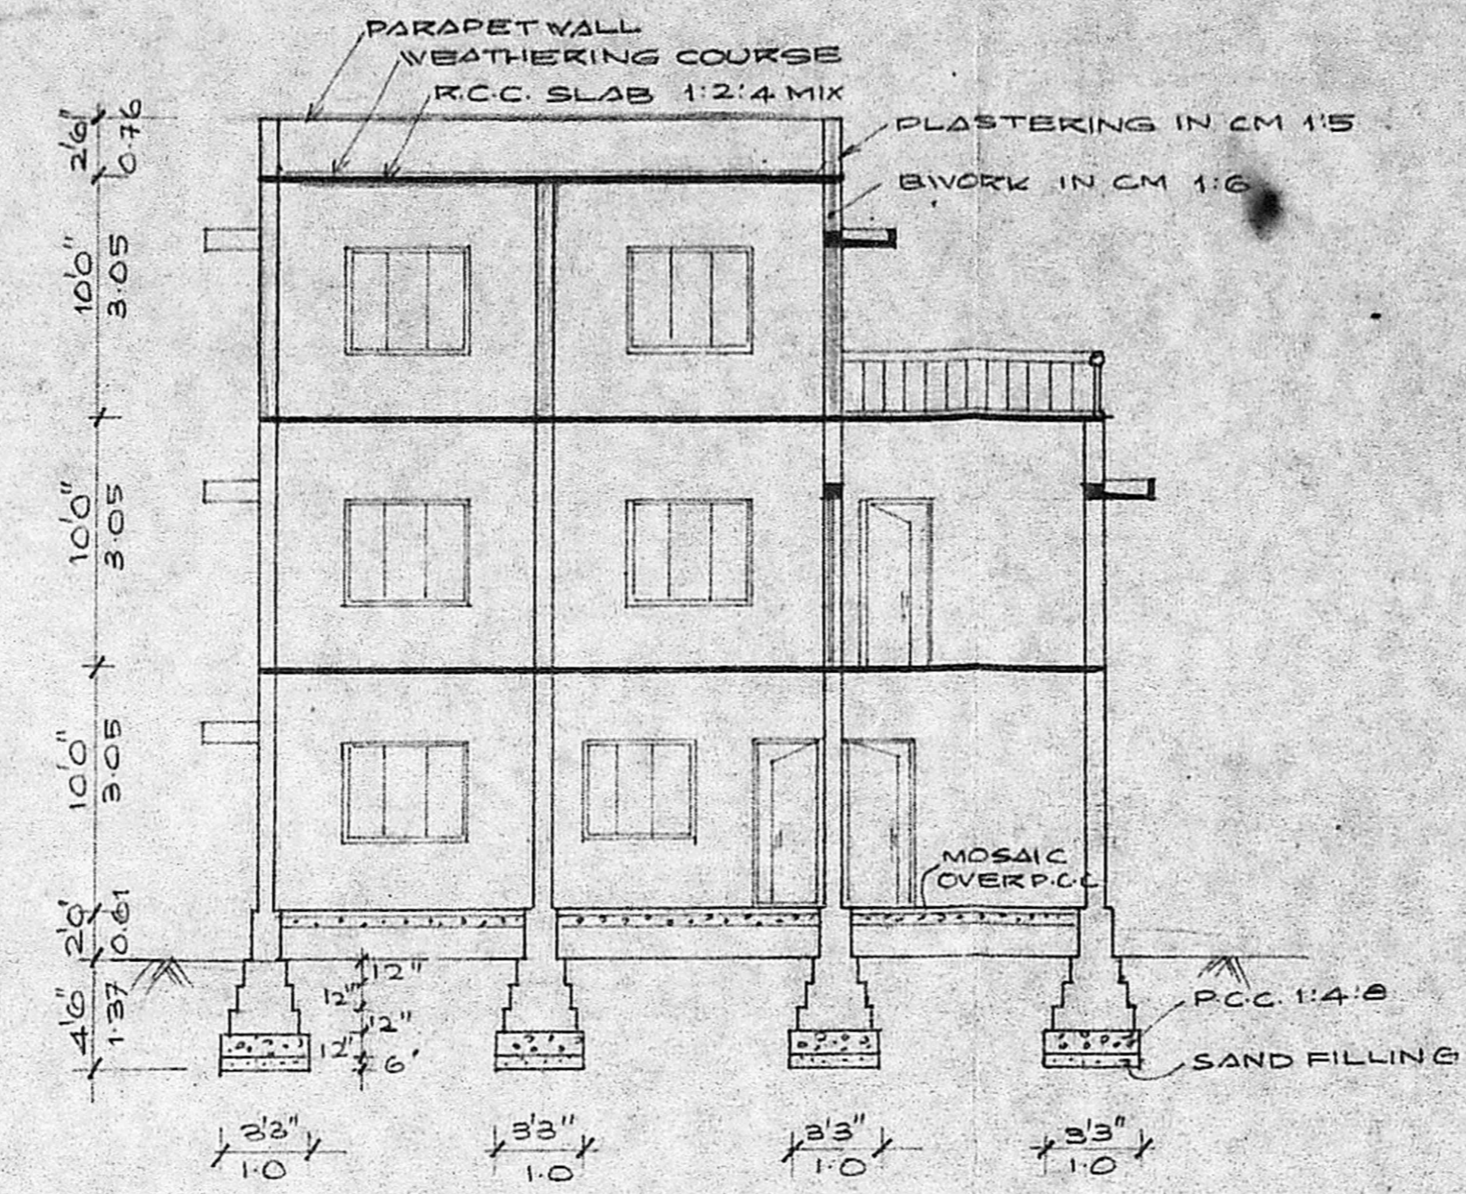 PARAPET WALL
WEATHERING COURSE
R.C.C. SLAB 1:2:4 MIX
PLASTERING IN CM 1:5
B.WORK IN CM 1:6
2'6"
0.76
10'0"
3.05
10'0"
3.05
10'0"
3.05
MOSAIC
OVER P.C.C
2'0"
0.61
4'6"
1.37
12"
12"
12"
12"
6'
P.C.C. 1:4:8
SAND FILLING
3'3"
1.0
3'3"
1.0
3'3"
1.0
3'3"
1.0